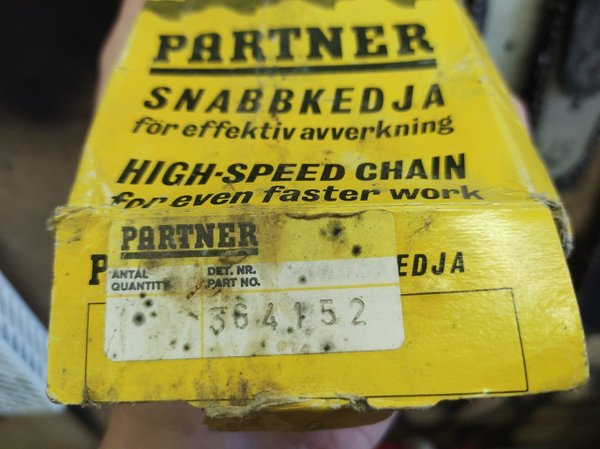 PARTNER
SNABBKEDJA
för effektiv avverkning
HIGH-SPEED CHAIN
for even faster work
PARTNER
P EDJA
ANTAL DET. NR.
QUANTITY PART NO.
364152